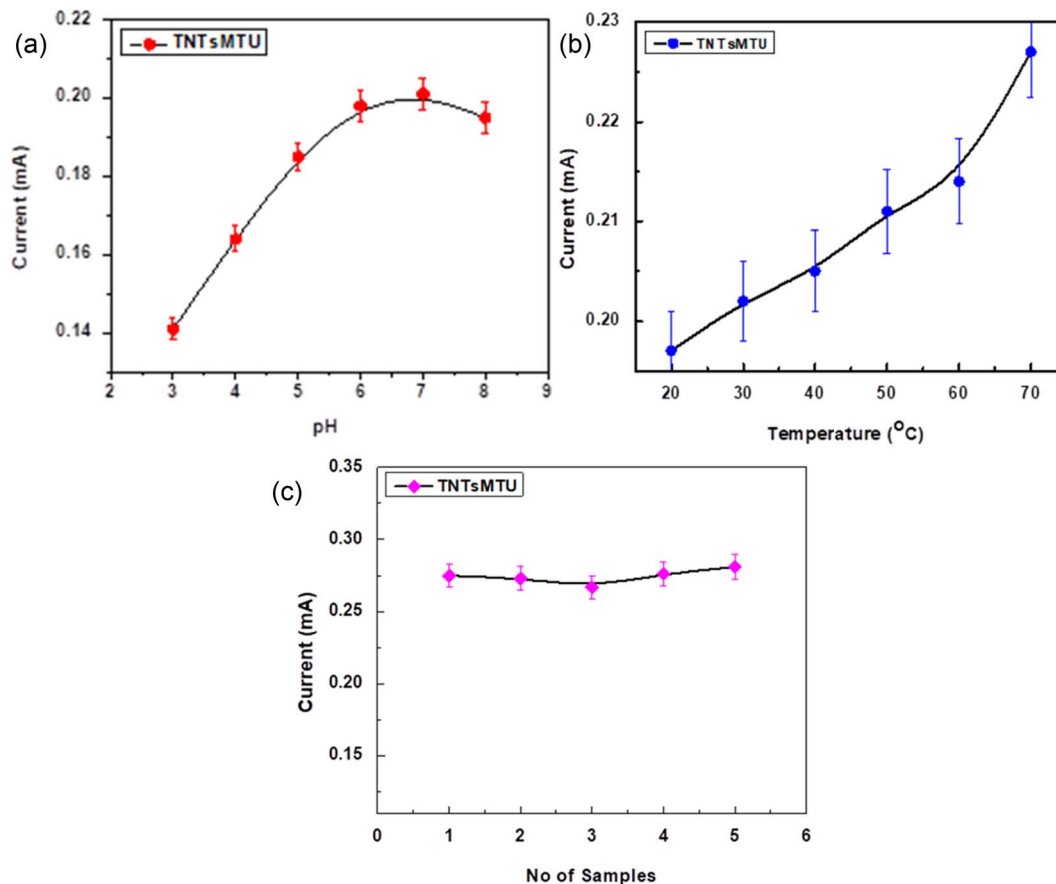 (a)
TNTsMTU
0.22
0.20
0.18
0.16
0.14
Current (mA)
2 3 4 5 6 7 8 9
pH
(b)
TNTsMTU
0.23
0.22
0.21
0.20
Current (mA)
20 30 40 50 60 70
Temperature (°C)
(c)
TNTsMTU
0.35
0.30
0.25
0.20
0.15
Current (mA)
0 1 2 3 4 5 6
No of Samples